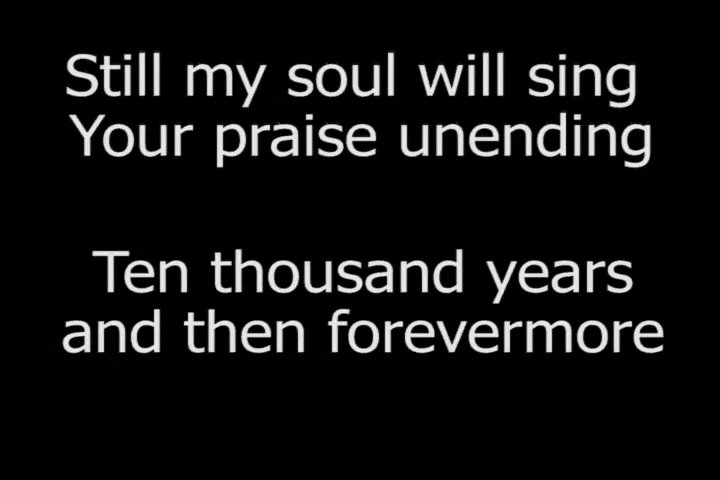 Still my soul will sing
Your praise unending
Ten thousand years
and then forevermore